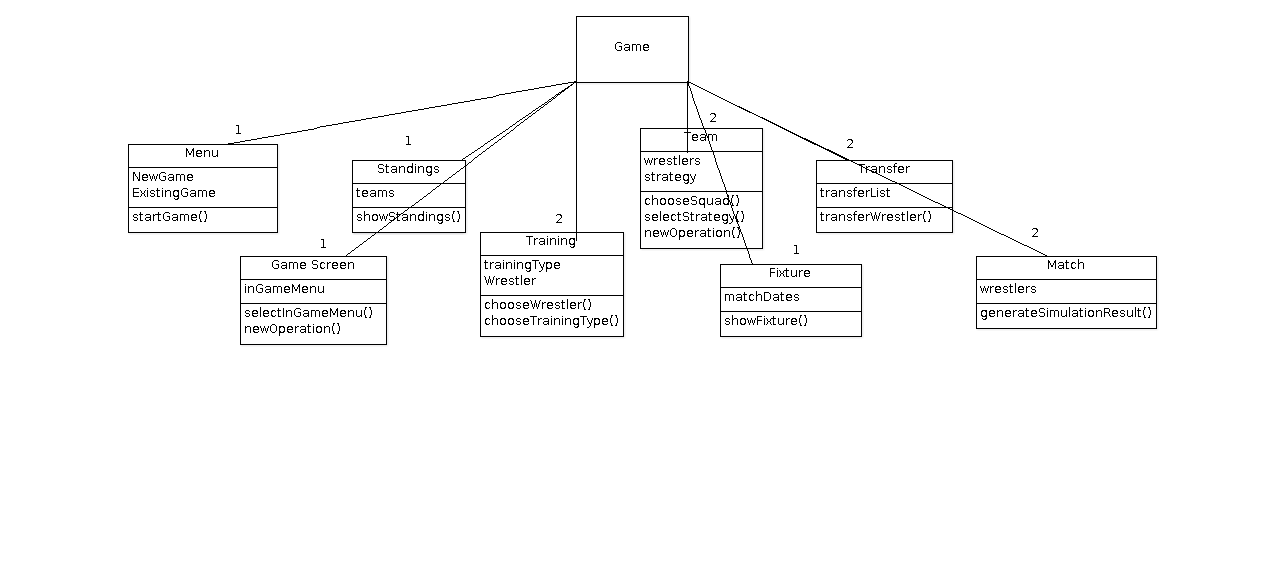 Game
1
Menu
NewGame
ExistingGame
startGame()
1
Standings
teams
showStandings()
1
Game Screen
inGameMenu
selectInGameMenu()
newOperation()
2
Training
trainingType
Wrestler
chooseWrestler()
chooseTrainingType()
2
Team
wrestlers
strategy
chooseSquad()
selectStrategy()
newOperation()
1
Fixture
matchDates
showFixture()
2
Transfer
transferList
transferWrestler()
2
Match
wrestlers
generateSimulationResult()